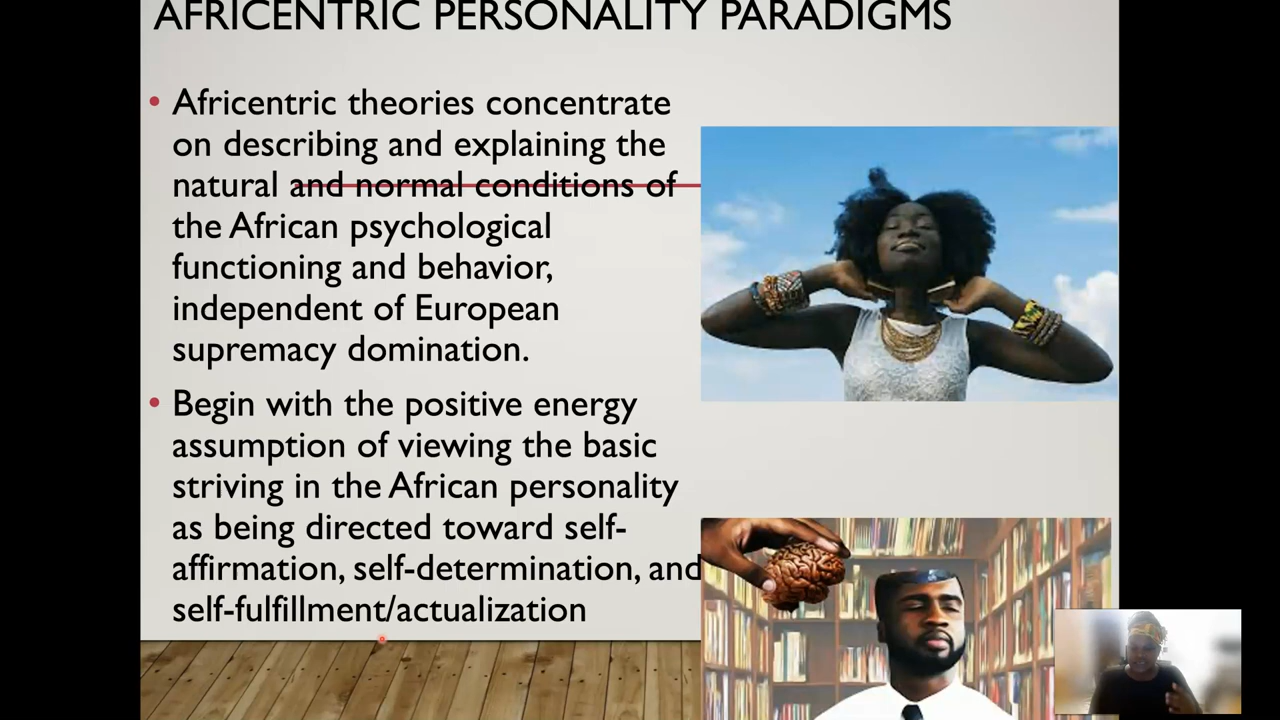 AFRICENTRIC PERSONALITY PARADIGMS
• Africentric theories concentrate
on describing and explaining the
natural and normal conditions of
the African psychological
functioning and behavior,
independent of European
supremacy domination.
• Begin with the positive energy
assumption of viewing the basic
striving in the African personality
as being directed toward self-
affirmation, self-determination, and
self-fulfillment/actualization